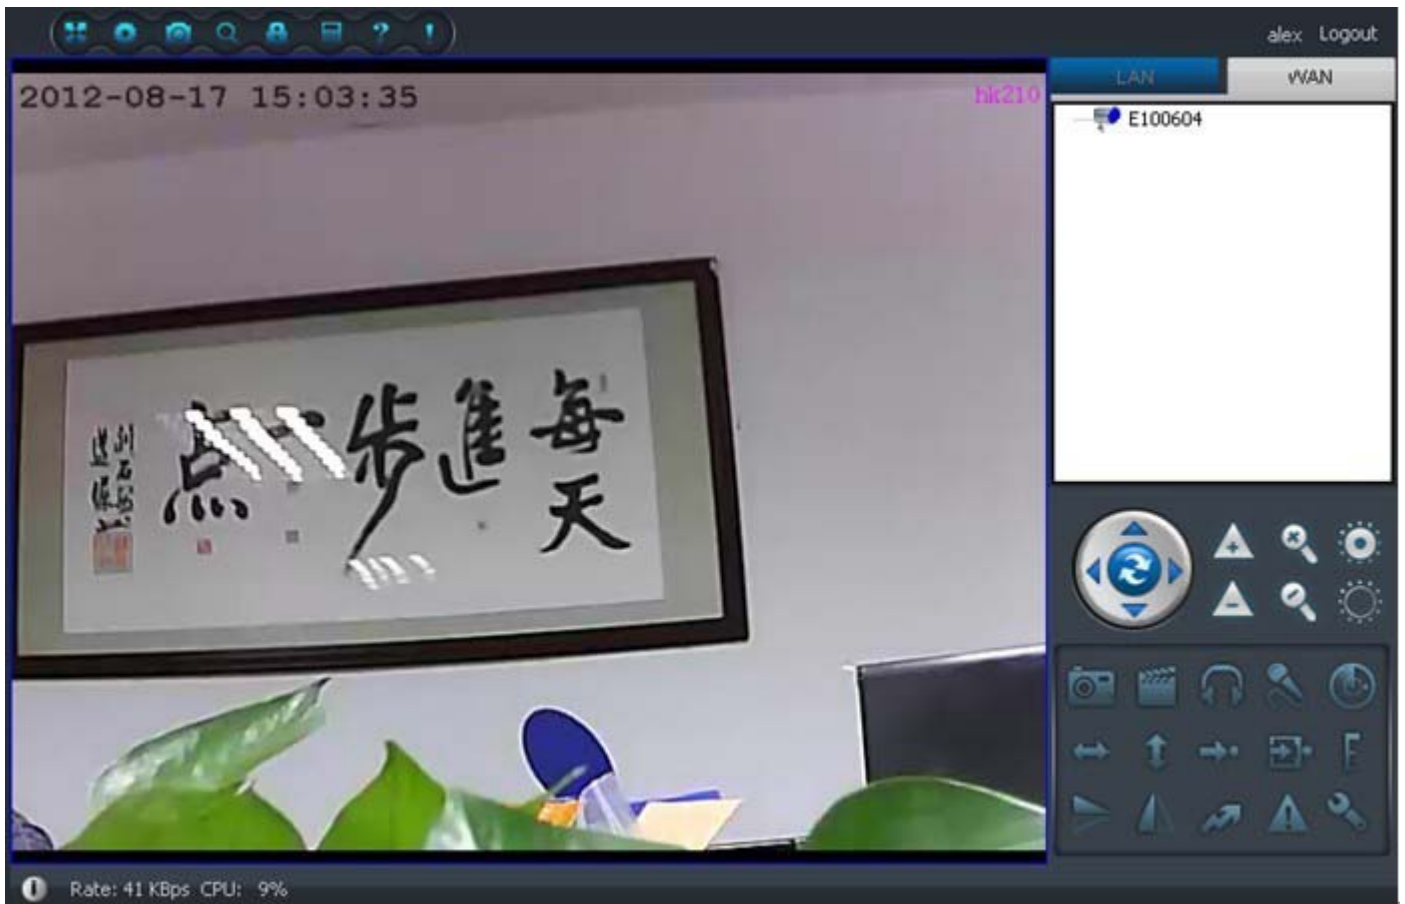 alex Logout
2012-08-17 15:03:35
hk210
LAN WAN
E100604
每天
進步
点
Rate: 41 KBps CPU: 9%